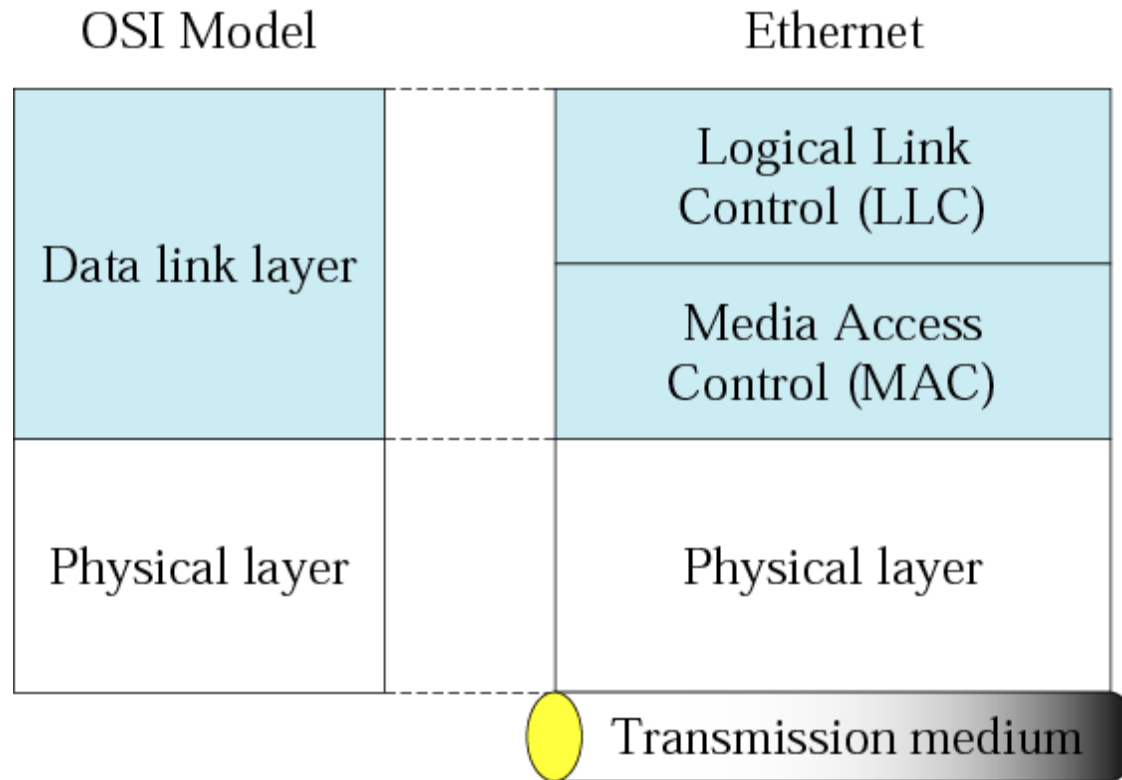 OSI Model
Ethernet
Data link layer
Logical Link
Control (LLC)
Media Access
Control (MAC)
Physical layer
Physical layer
Transmission medium